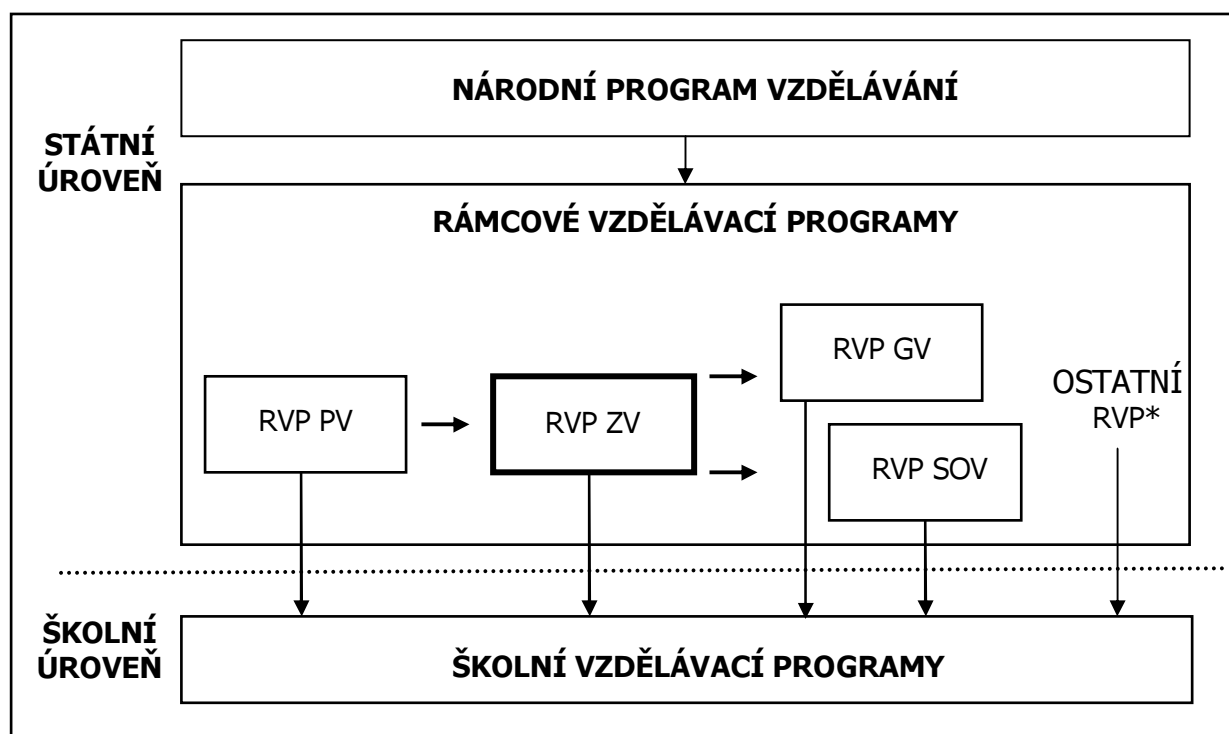 NÁRODNÍ PROGRAM VZDĚLÁVÁNÍ
STÁTNÍ
ÚROVEŇ
RÁMCOVÉ VZDĚLÁVACÍ PROGRAMY
RVP PV
RVP ZV
RVP GV
RVP SOV
OSTATNÍ
RVP*
ŠKOLNÍ
ÚROVEŇ
ŠKOLNÍ VZDĚLÁVACÍ PROGRAMY